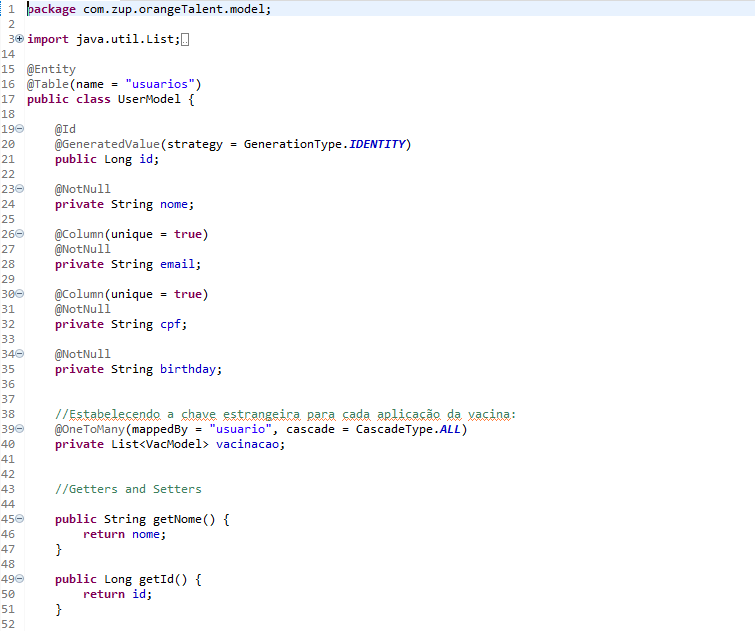 1 package com.zup.orangeTalent.model;
2
3 import java.util.List;
14
15 @Entity
16 @Table(name = "usuarios")
17 public class UserModel {
18
19 @Id
20 @GeneratedValue(strategy = GenerationType.IDENTITY)
21 public Long id;
22
23 @NotNull
24 private String nome;
25
26 @Column(unique = true)
27 @NotNull
28 private String email;
29
30 @Column(unique = true)
31 @NotNull
32 private String cpf;
33
34 @NotNull
35 private String birthday;
36
37
38 //Estabelecendo a chave estrangeira para cada aplicação da vacina:
39 @OneToMany(mappedBy = "usuario", cascade = CascadeType.ALL)
40 private List<VacModel> vacinacao;
41
42
43 //Getters and Setters
44
45 public String getNome() {
46 return nome;
47 }
48
49 public Long getId() {
50 return id;
51 }
52